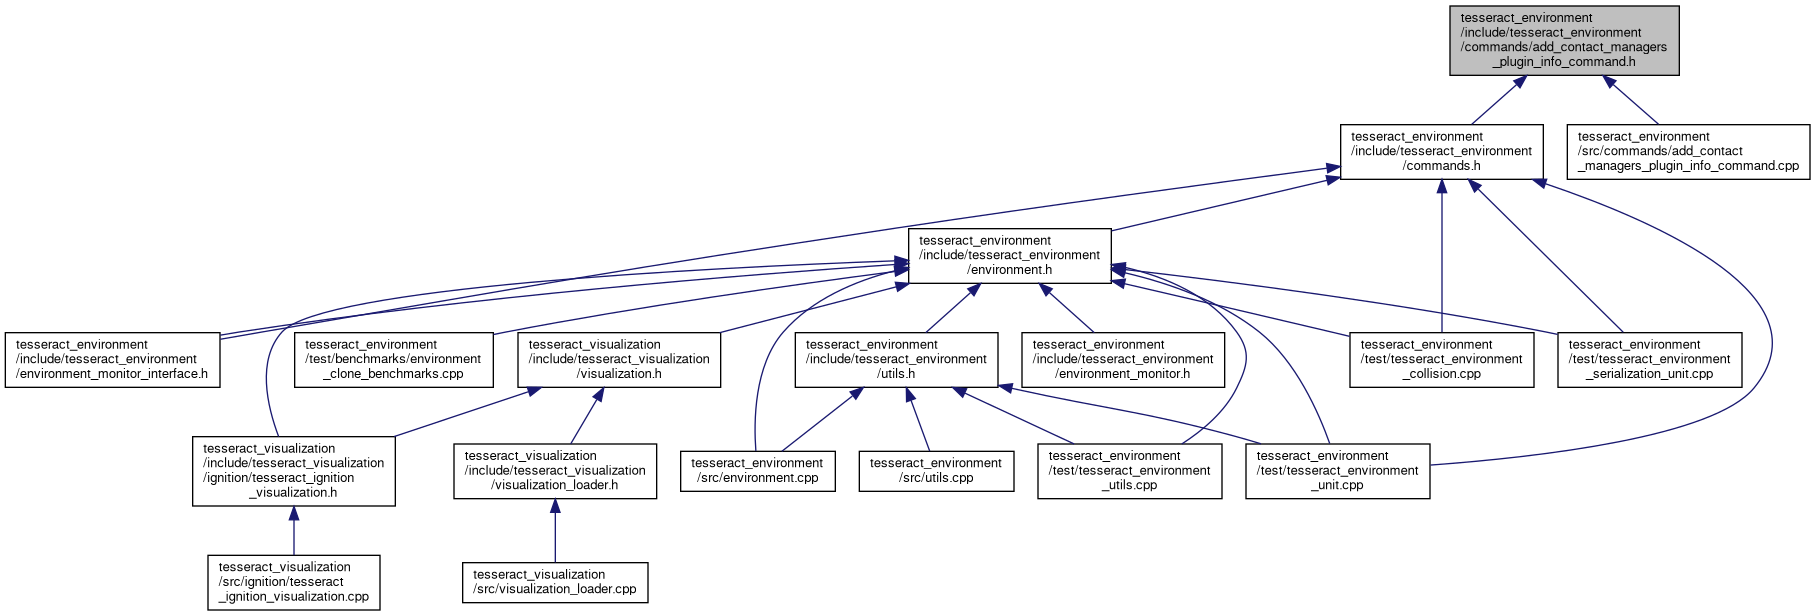 tesseract_environment
/include/tesseract_environment
/commands/add_contact_managers
_plugin_info_command.h
tesseract_environment
/include/tesseract_environment
/commands.h
tesseract_environment
/src/commands/add_contact
_managers_plugin_info_command.cpp
tesseract_environment
/include/tesseract_environment
/environment.h
tesseract_environment
/include/tesseract_environment
/environment_monitor_interface.h
tesseract_environment
/test/benchmarks/environment
_clone_benchmarks.cpp
tesseract_visualization
/include/tesseract_visualization
/visualization.h
tesseract_environment
/include/tesseract_environment
/utils.h
tesseract_environment
/include/tesseract_environment
/environment_monitor.h
tesseract_environment
/test/tesseract_environment
_collision.cpp
tesseract_environment
/test/tesseract_environment
_serialization_unit.cpp
tesseract_visualization
/include/tesseract_visualization
/ignition/tesseract_ignition
_visualization.h
tesseract_visualization
/include/tesseract_visualization
/visualization_loader.h
tesseract_environment
/src/environment.cpp
tesseract_environment
/src/utils.cpp
tesseract_environment
/test/tesseract_environment
_utils.cpp
tesseract_environment
/test/tesseract_environment
_unit.cpp
tesseract_visualization
/src/ignition/tesseract
_ignition_visualization.cpp
tesseract_visualization
/src/visualization_loader.cpp